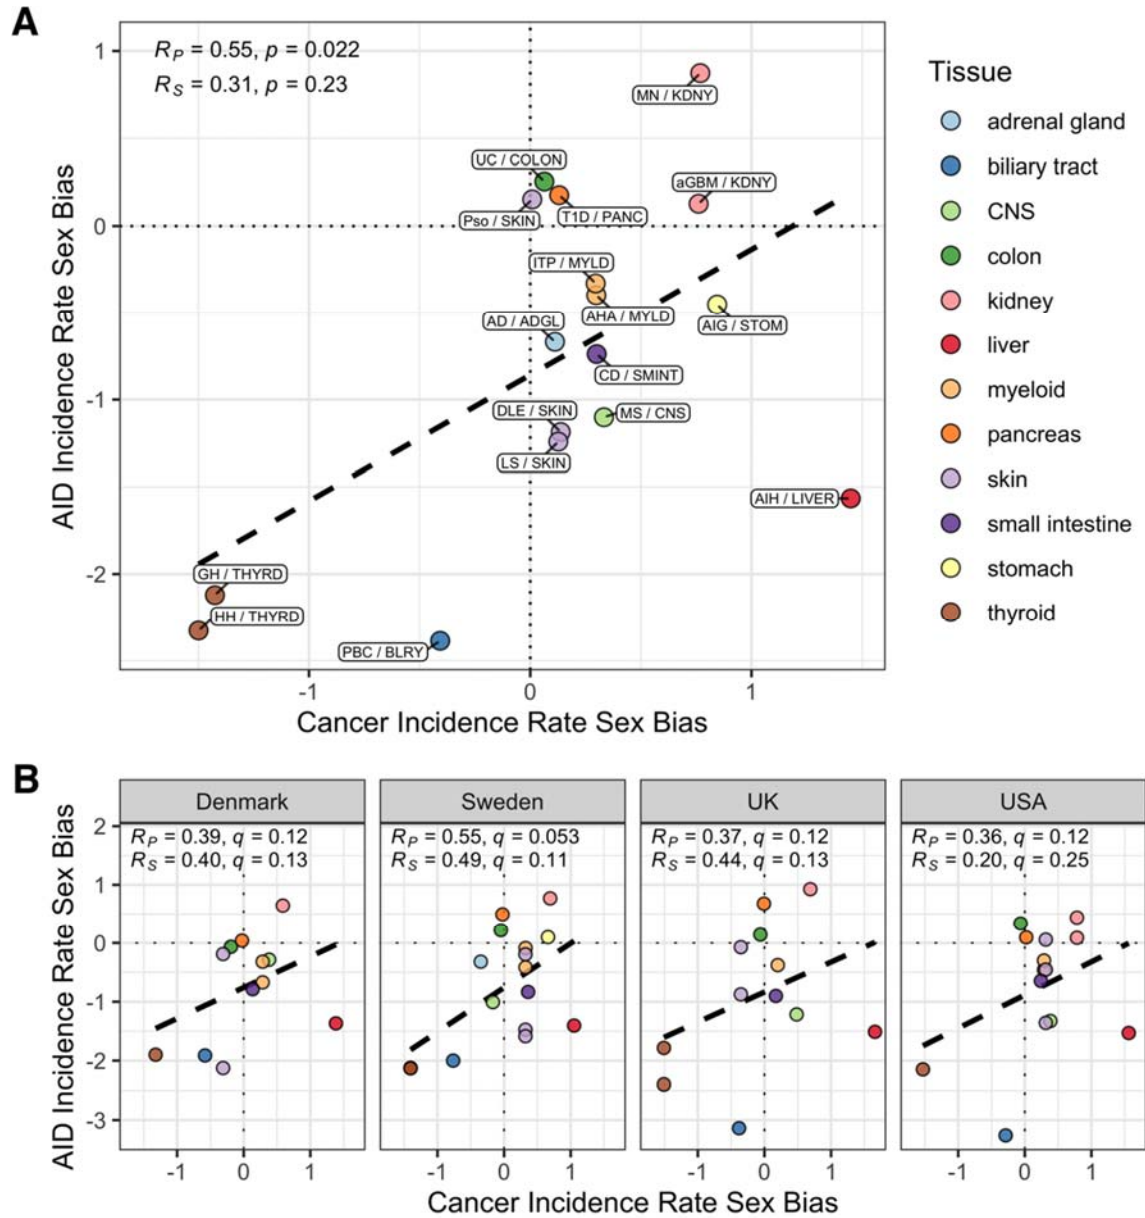 A
R_P = 0.55, p = 0.022
R_S = 0.31, p = 0.23
MN / KDNY
UC / COLON
aGBM / KDNY
Pso / SKIN
T1D / PANC
ITP / MYLD
AHA / MYLD
AD / ADGL
AIG / STOM
CD / SMINT
DLE / SKIN
MS / CNS
LS / SKIN
AIH / LIVER
GH / THYRD
HH / THYRD
PBC / BLRY
1
0
-1
-2
AID Incidence Rate Sex Bias
-1 0 1
Cancer Incidence Rate Sex Bias
Tissue
adrenal gland
biliary tract
CNS
colon
kidney
liver
myeloid
pancreas
skin
small intestine
stomach
thyroid
B
Denmark
R_P = 0.39, q = 0.12
R_S = 0.40, q = 0.13
Sweden
R_P = 0.55, q = 0.053
R_S = 0.49, q = 0.11
UK
R_P = 0.37, q = 0.12
R_S = 0.44, q = 0.13
USA
R_P = 0.36, q = 0.12
R_S = 0.20, q = 0.25
2
1
0
-1
-2
-3
AID Incidence Rate Sex Bias
-1 0 1 -1 0 1 -1 0 1 -1 0 1
Cancer Incidence Rate Sex Bias